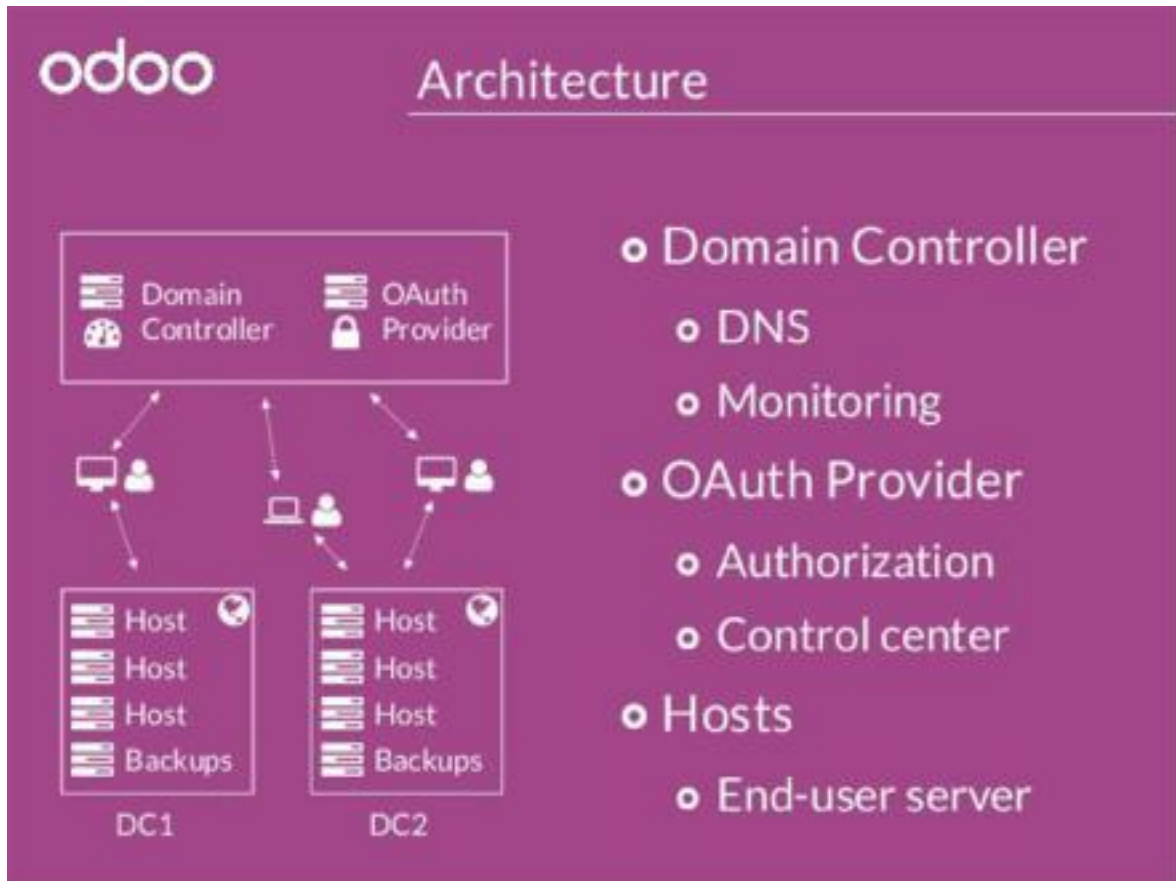 odoo
Architecture
Domain
Controller
OAuth
Provider
Host
Host
Host
Backups
DC1
Host
Host
Host
Backups
DC2
Domain Controller
DNS
Monitoring
OAuth Provider
Authorization
Control center
Hosts
End-user server